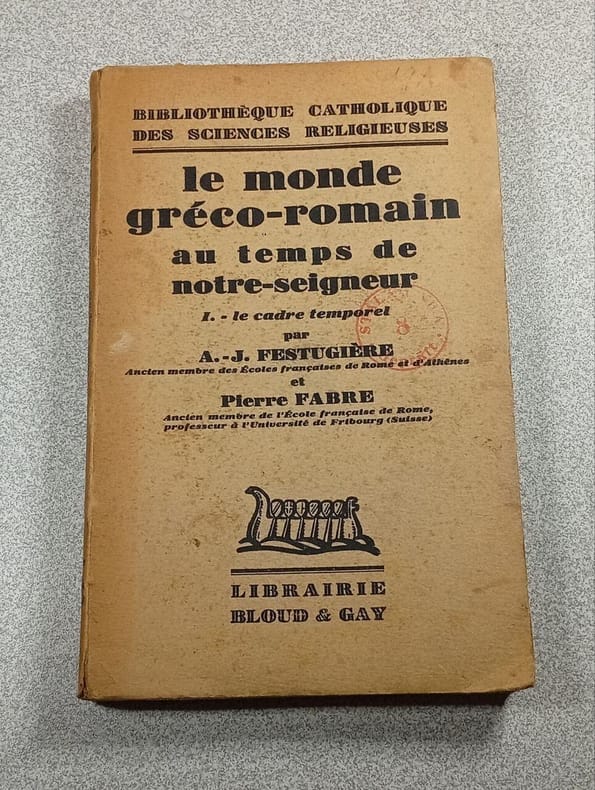 BIBLIOTHÈQUE CATHOLIQUE
DES SCIENCES RELIGIEUSES
le monde
gréco-romain
au temps de
notre-seigneur
I. - le cadre temporel
par
A.-J. FESTUGIÈRE
Ancien membre des Écoles françaises de Rome et d'Athènes
et
Pierre FABRE
Ancien membre de l'École française de Rome,
professeur à l'Université de Fribourg (Suisse)
LIBRAIRIE
BLOUD & GAY